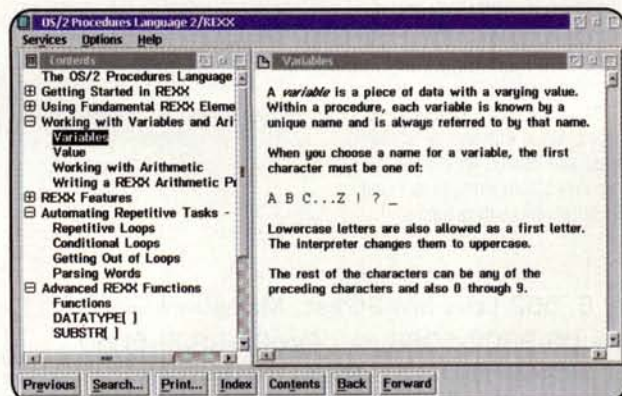 OS/2 Procedures Language 2/REXX
Services Options Help
Contents
The OS/2 Procedures Language
Getting Started in REXX
Using Fundamental REXX Eleme
Working with Variables and Ari
Variables
Value
Working with Arithmetic
Writing a REXX Arithmetic Pr
REXX Features
Automating Repetitive Tasks -
Repetitive Loops
Conditional Loops
Getting Out of Loops
Parsing Words
Advanced REXX Functions
Functions
DATATYPE[ ]
SUBSTR[ ]
Variables
A variable is a piece of data with a varying value.
Within a procedure, each variable is known by a
unique name and is always referred to by that name.
When you choose a name for a variable, the first
character must be one of:
A B C...Z ! ? _
Lowercase letters are also allowed as a first letter.
The interpreter changes them to uppercase.
The rest of the characters can be any of the
preceding characters and also 0 through 9.
Previous Search... Print... Index Contents Back Forward